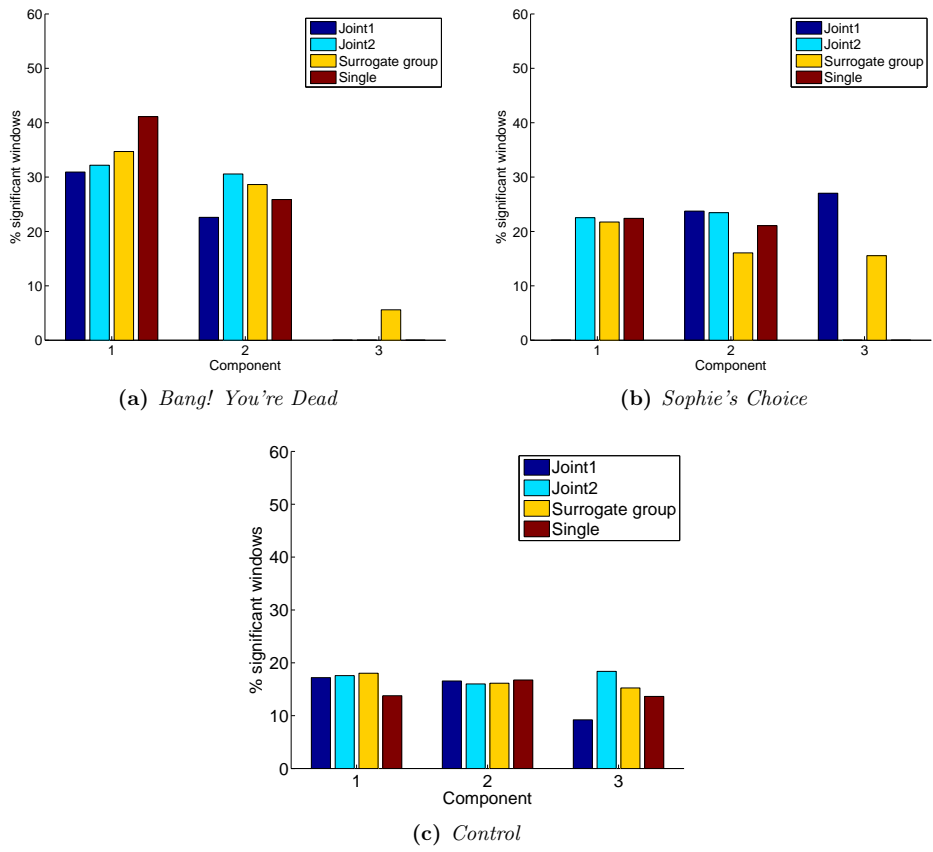 60
50
40
30
20
10
0
% significant windows
Joint1
Joint2
Surrogate group
Single
1 2 3
Component
(a) Bang! You're Dead
60
50
40
30
20
10
0
% significant windows
Joint1
Joint2
Surrogate group
Single
1 2 3
Component
(b) Sophie's Choice
60
50
40
30
20
10
0
% significant windows
Joint1
Joint2
Surrogate group
Single
1 2 3
Component
(c) Control